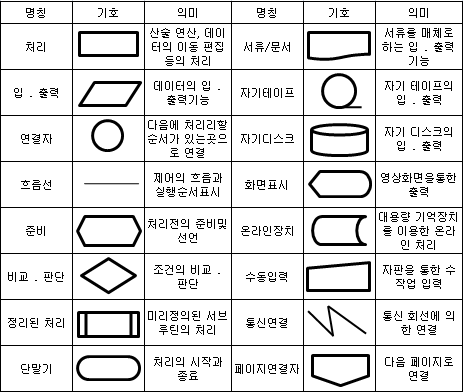 명칭 기호 의미 명칭 기호 의미
처리
산술 연산, 데이
터의 이동 편집
등의 처리
서류/문서
서류를 매체로
하는 입 . 출력
기능
입 . 출력
데이터의 입 .
출력기능
자기테이프
자기 테이프의
입 . 출력
연결자
다음에 처리리할
순서가 있는곳으
로 연결
자기디스크
자기 디스크의
입 . 출력
흐음선
제어의 흐름과
실행순서표시
화면표시
영상화면을통한
출력
준비
처리전의 준비및
선언
온라인장치
대용량 기억장치
를 이용한 온라
인 처리
비교 . 판단
조건의 비교 .
판단
수동입력
자판을 통한 수
작업 입력
정리된 처리
미리정의된 서브
루틴의 처리
통신연결
통신 회선에 의
한 연결
단말기
처리의 시작과
종료
페이지연결자
다음 페이지로
연결